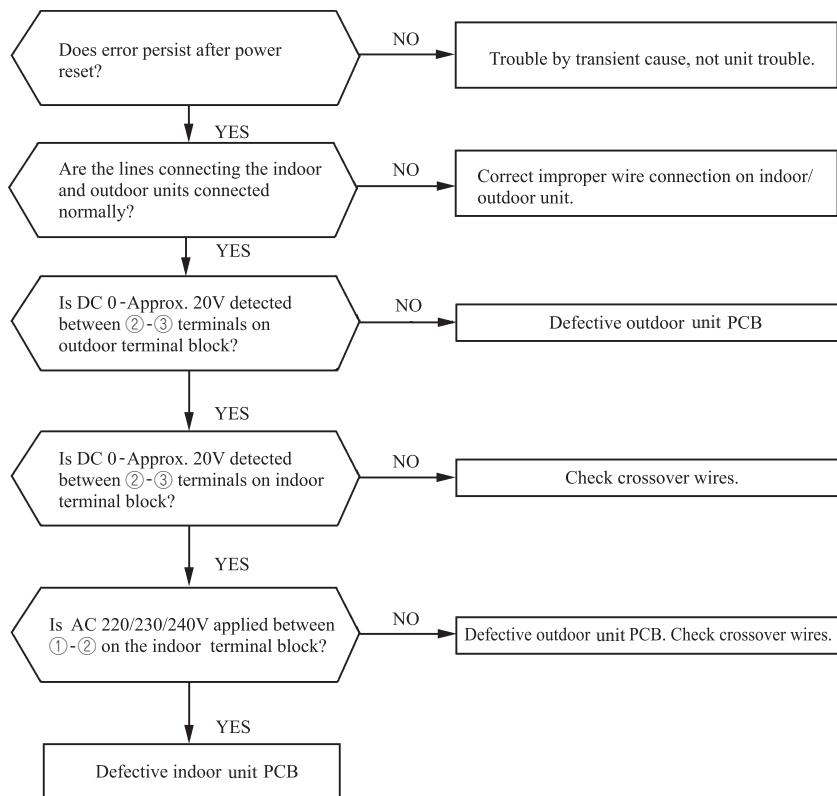 Does error persist after power
reset?
NO
Trouble by transient cause, not unit trouble.
YES
Are the lines connecting the indoor
and outdoor units connected
normally?
NO
Correct improper wire connection on indoor/
outdoor unit.
YES
Is DC 0-Approx. 20V detected
between ②-③ terminals on
outdoor terminal block?
NO
Defective outdoor unit PCB
YES
Is DC 0-Approx. 20V detected
between ②-③ terminals on indoor
terminal block?
NO
Check crossover wires.
YES
Is AC 220/230/240V applied between
①-② on the indoor terminal block?
NO
Defective outdoor unit PCB. Check crossover wires.
YES
Defective indoor unit PCB